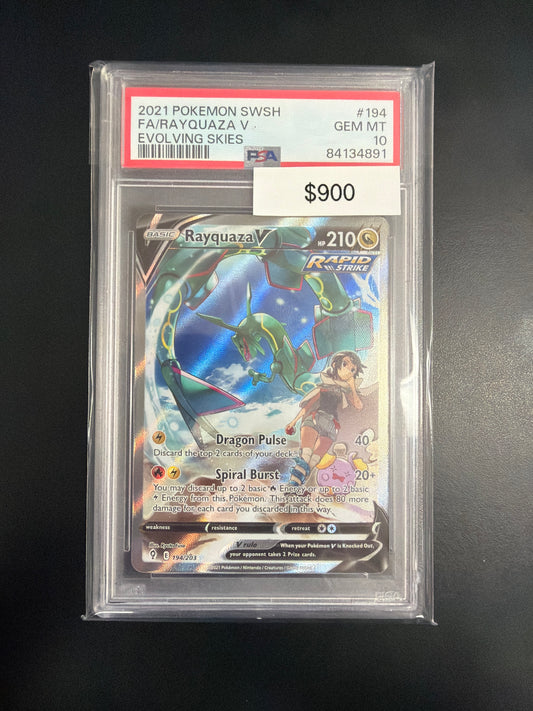 2021 POKEMON SWSH #194
FA/RAYQUAZA V GEM MT
EVOLVING SKIES 10
PSA 84134891
$900
BASIC Rayquaza V HP 210
RAPID STRIKE
Dragon Pulse 40
Discard the top 2 cards of your deck.
Spiral Burst 20+
You may discard up to 2 basic Energy or up to 2 basic
Energy from this Pokémon. This attack does 80 more
damage for each card you discarded in this way.
weakness resistance retreat
V rule When your Pokémon V is Knocked Out,
your opponent takes 2 Prize cards.
194/203
©2021 Pokémon / Nintendo / Creatures / GAME FREAK